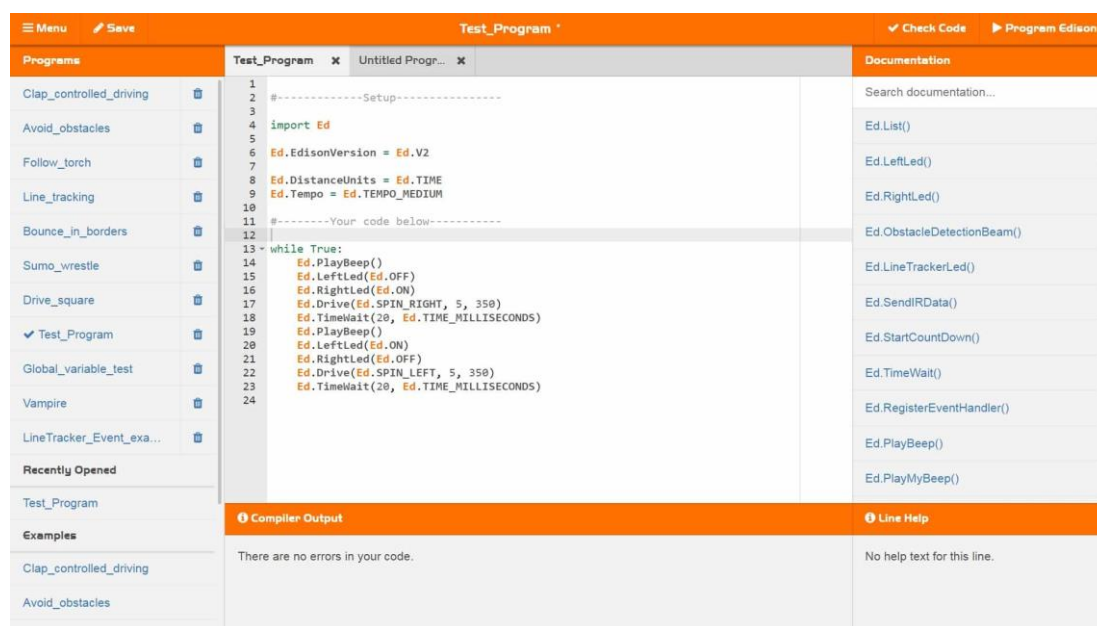 Menu
Save
Test_Program *
Check Code
Program Edison
Programs
Clap_controlled_driving
Avoid_obstacles
Follow_torch
Line_tracking
Bounce_in_borders
Sumo_wrestle
Drive_square
Test_Program
Global_variable_test
Vampire
LineTracker_Event_exa...
Recently Opened
Test_Program
Examples
Clap_controlled_driving
Avoid_obstacles
Test_Program
Untitled Progr...
1
2 #-------------Setup----------------
3
4 import Ed
5
6 Ed.EdisonVersion = Ed.V2
7
8 Ed.DistanceUnits = Ed.TIME
9 Ed.Tempo = Ed.TEMPO_MEDIUM
10
11 #--------Your code below-----------
12
13 while True:
14     Ed.PlayBeep()
15     Ed.LeftLed(Ed.OFF)
16     Ed.RightLed(Ed.ON)
17     Ed.Drive(Ed.SPIN_RIGHT, 5, 350)
18     Ed.TimeWait(20, Ed.TIME_MILLISECONDS)
19     Ed.PlayBeep()
20     Ed.LeftLed(Ed.ON)
21     Ed.RightLed(Ed.OFF)
22     Ed.Drive(Ed.SPIN_LEFT, 5, 350)
23     Ed.TimeWait(20, Ed.TIME_MILLISECONDS)
24
Compiler Output
There are no errors in your code.
Documentation
Search documentation...
Ed.List()
Ed.LeftLed()
Ed.RightLed()
Ed.ObstacleDetectionBeam()
Ed.LineTrackerLed()
Ed.SendIRData()
Ed.StartCountDown()
Ed.TimeWait()
Ed.RegisterEventHandler()
Ed.PlayBeep()
Ed.PlayMyBeep()
Line Help
No help text for this line.